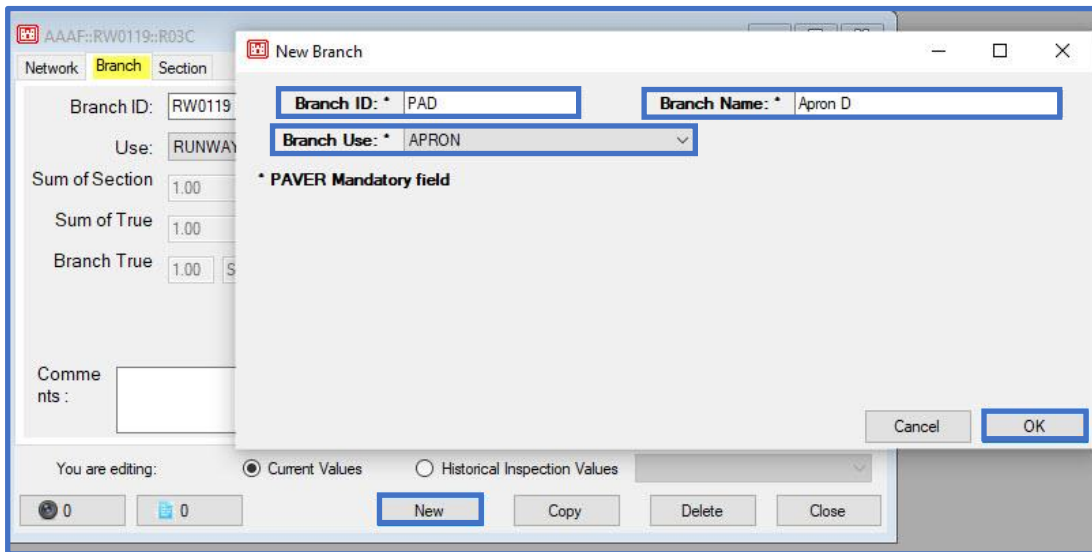 AAAF::RW0119::R03C
Network Branch Section
Branch ID: RW0119
Use: RUNWAY
Sum of Section 1.00
Sum of True 1.00
Branch True 1.00 S
Comme
nts :
New Branch
Branch ID: * PAD Branch Name: * Apron D
Branch Use: * APRON
* PAVER Mandatory field
Cancel OK
You are editing: Current Values Historical Inspection Values
0 0 New Copy Delete Close